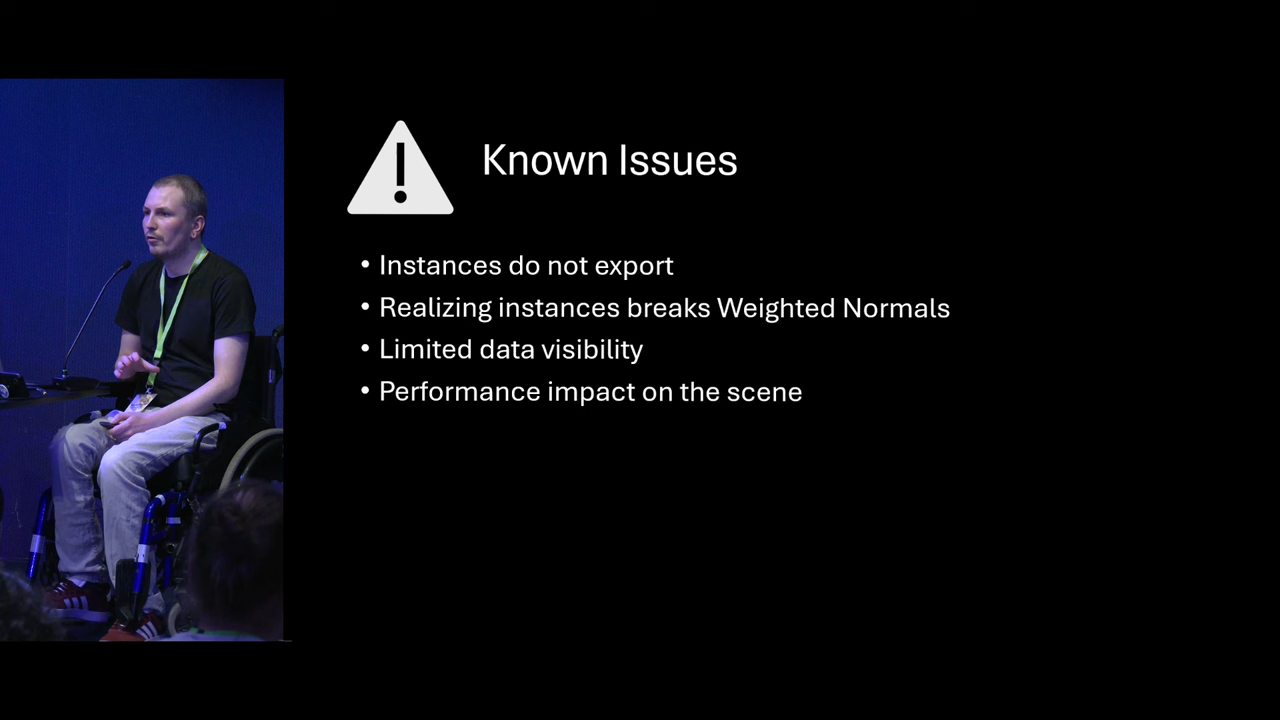 Known Issues
• Instances do not export
• Realizing instances breaks Weighted Normals
• Limited data visibility
• Performance impact on the scene